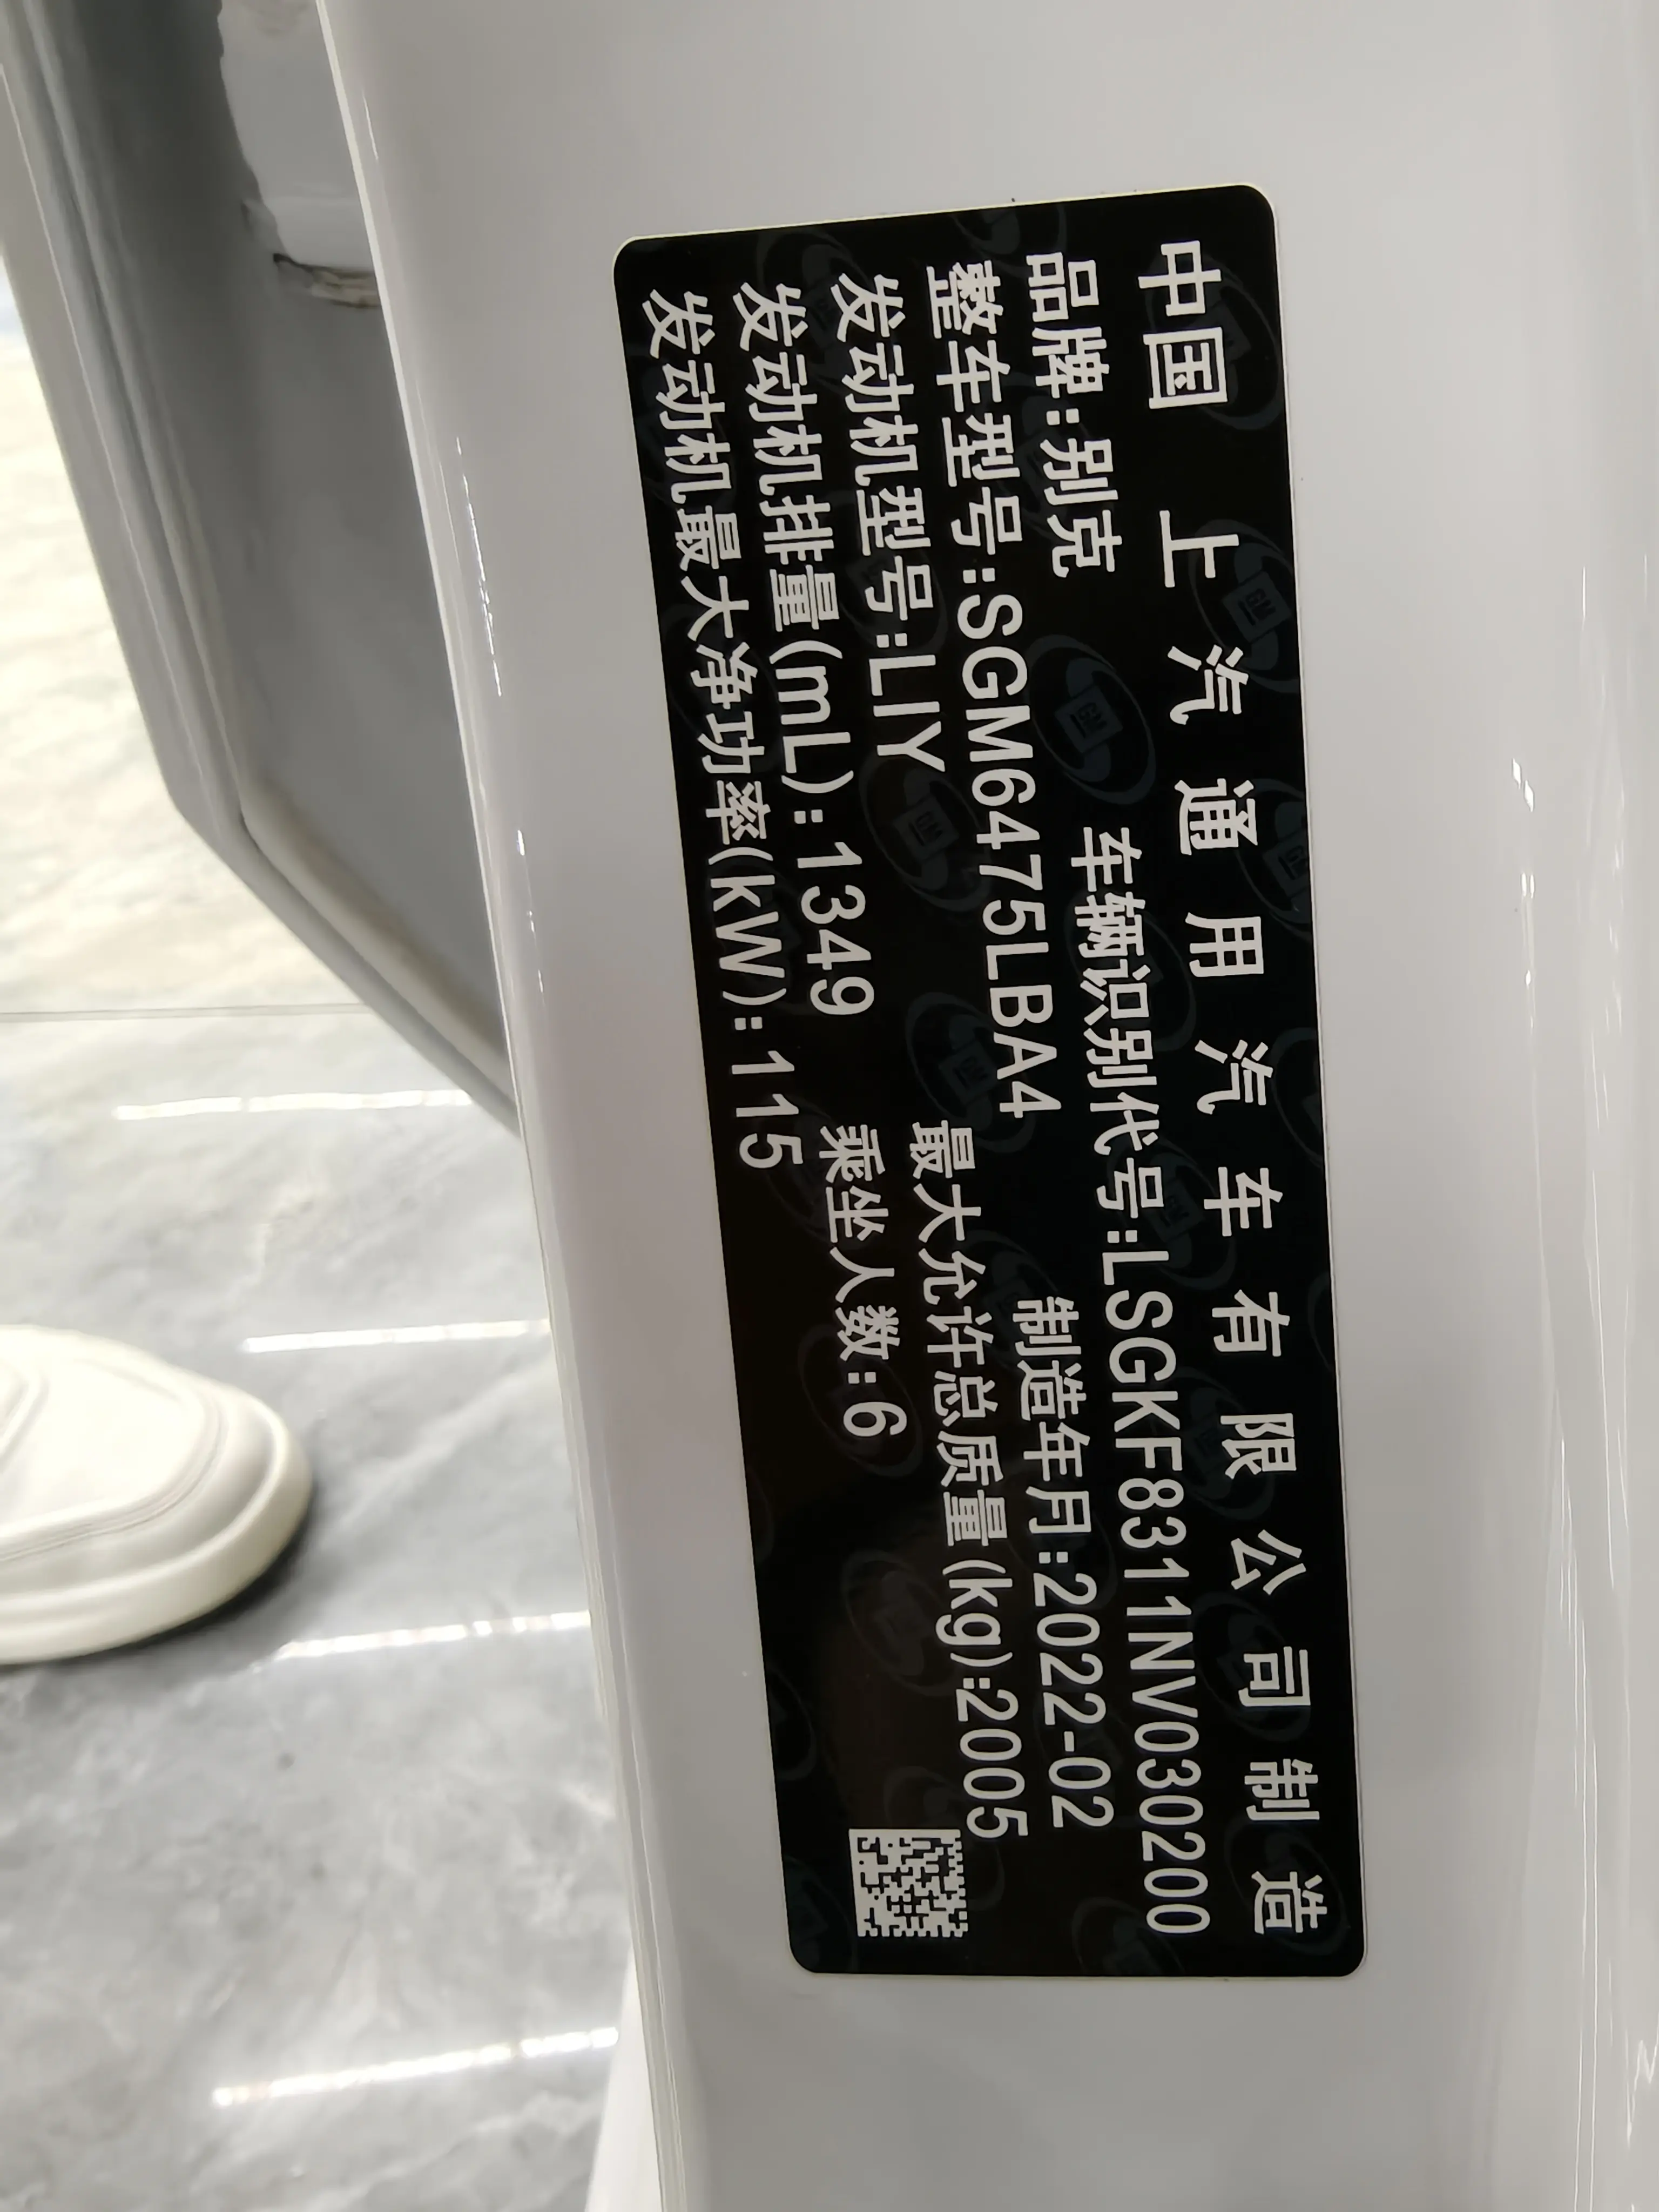 中国 上汽通用汽车有限公司制造
品牌:别克 车辆识别代号:LSGKF8311NV030200
整车型号:SGM6475LBA4 制造年月:2022-02
发动机型号:LIY 最大允许总质量(kg):2005
发动机排量(mL):1349 乘坐人数:6
发动机最大净功率(kW):115